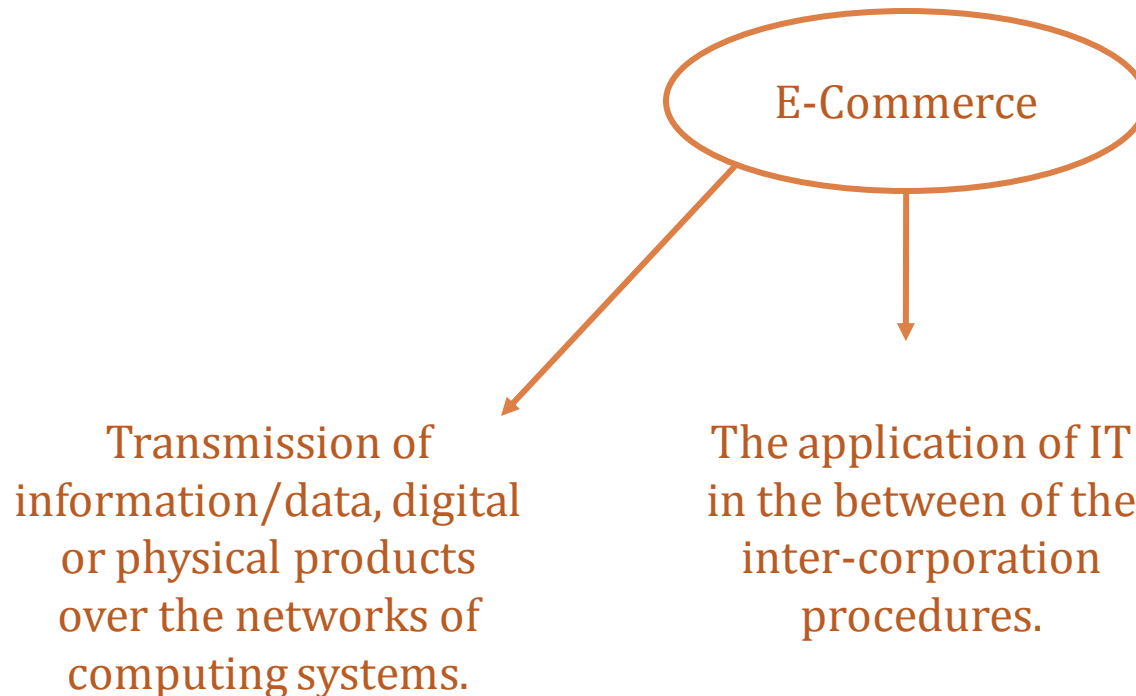 E-Commerce
Transmission of
information/data, digital
or physical products
over the networks of
computing systems.
The application of IT
in the between of the
inter-corporation
procedures.